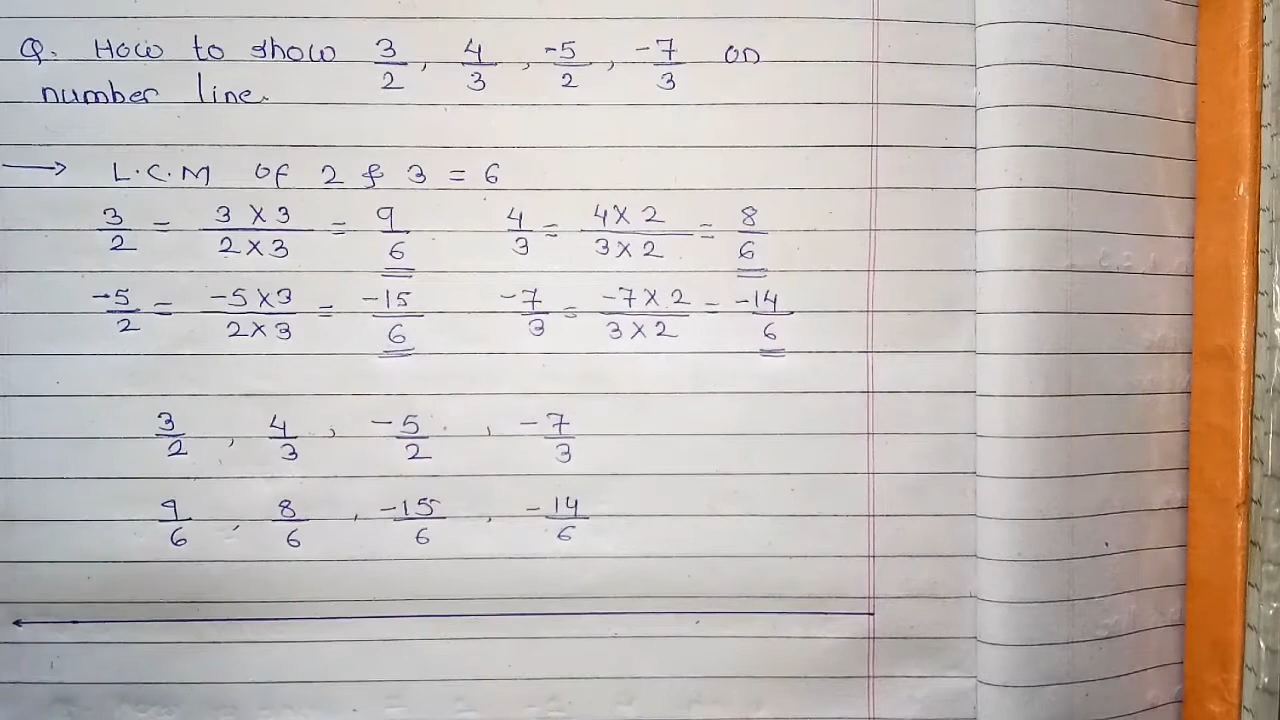 Q. How to show 3/2, 4/3, -5/2, -7/3 on
number line.
→ L.C.M of 2 & 3 = 6
3/2 = 3×3/2×3 = 9/6 4/3 = 4×2/3×2 = 8/6
-5/2 = -5×3/2×3 = -15/6 -7/3 = -7×2/3×2 = -14/6
3/2, 4/3, -5/2, -7/3
9/6, 8/6, -15/6, -14/6